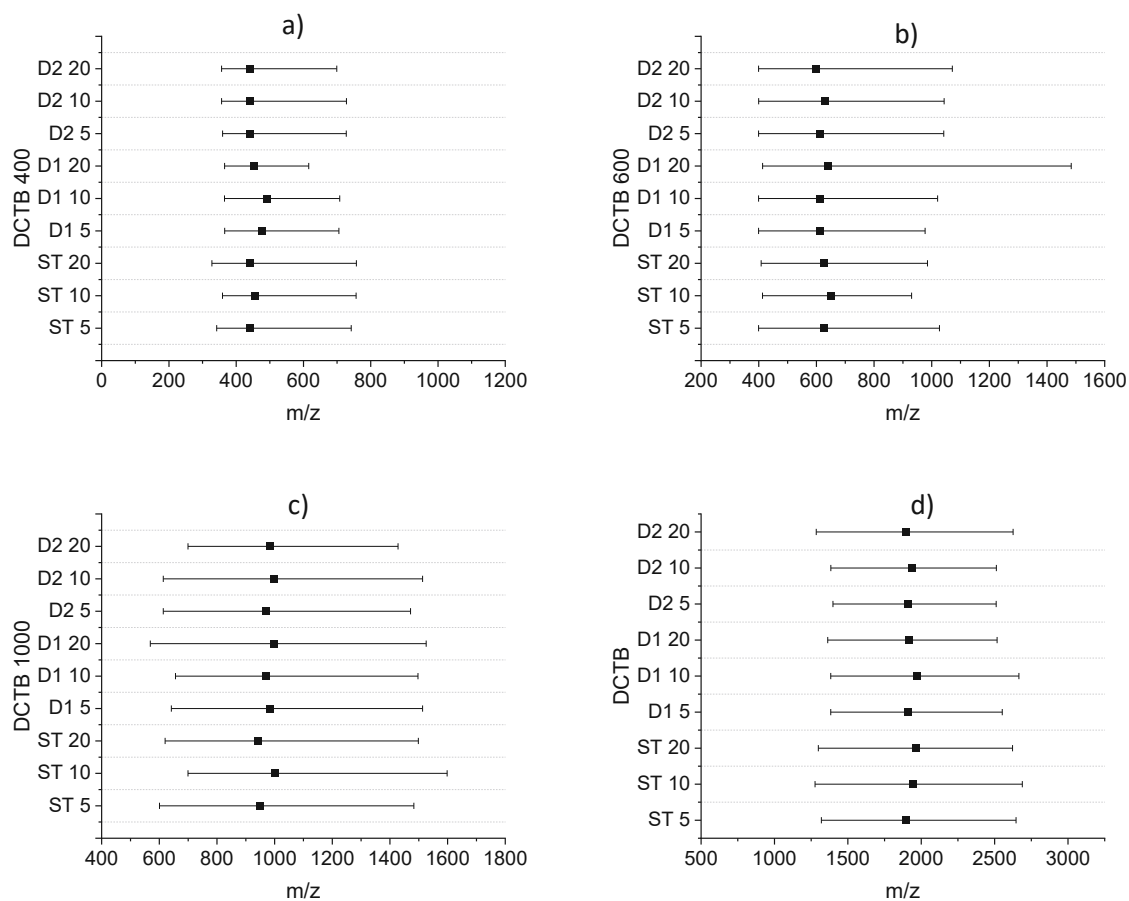 a)
DCTB 400
D2 20
D2 10
D2 5
D1 20
D1 10
D1 5
ST 20
ST 10
ST 5
0 200 400 600 800 1000 1200
m/z
b)
DCTB 600
D2 20
D2 10
D2 5
D1 20
D1 10
D1 5
ST 20
ST 10
ST 5
200 400 600 800 1000 1200 1400 1600
m/z
c)
DCTB 1000
D2 20
D2 10
D2 5
D1 20
D1 10
D1 5
ST 20
ST 10
ST 5
400 600 800 1000 1200 1400 1600 1800
m/z
d)
DCTB
D2 20
D2 10
D2 5
D1 20
D1 10
D1 5
ST 20
ST 10
ST 5
500 1000 1500 2000 2500 3000
m/z